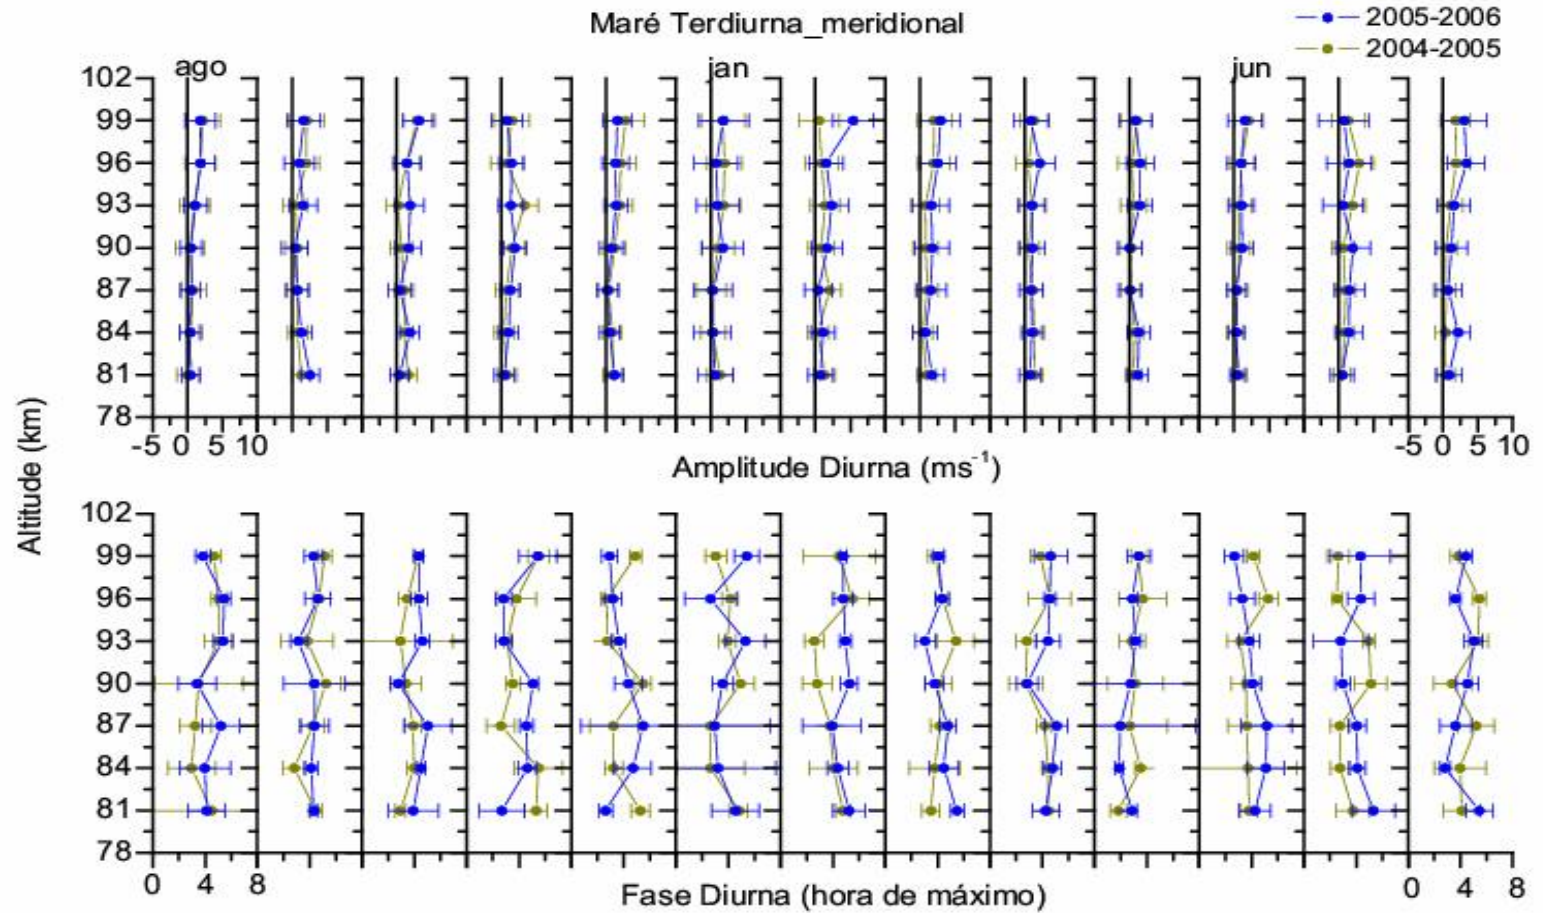 Maré Terdiurna_meridional
2005-2006
2004-2005
ago jan jun
102
99
96
93
90
87
84
81
78
-5 0 5 10 -5 0 5 10
Amplitude Diurna (ms-1)
Altitude (km)
102
99
96
93
90
87
84
81
78
0 4 8 0 4 8
Fase Diurna (hora de máximo)